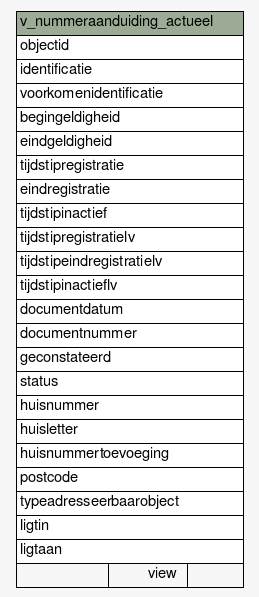 v_nummeraanduiding_actueel
objectid
identificatie
voorkomenidentificatie
begingeldigheid
eindgeldigheid
tijdstipregistratie
eindregistratie
tijdstipinactief
tijdstipregistratielv
tijdstipeindregistratielv
tijdstipinactieflv
documentdatum
documentnummer
geconstateerd
status
huisnummer
huisletter
huisnummertoevoeging
postcode
typeadresseerbaarobject
ligtin
ligtaan
view